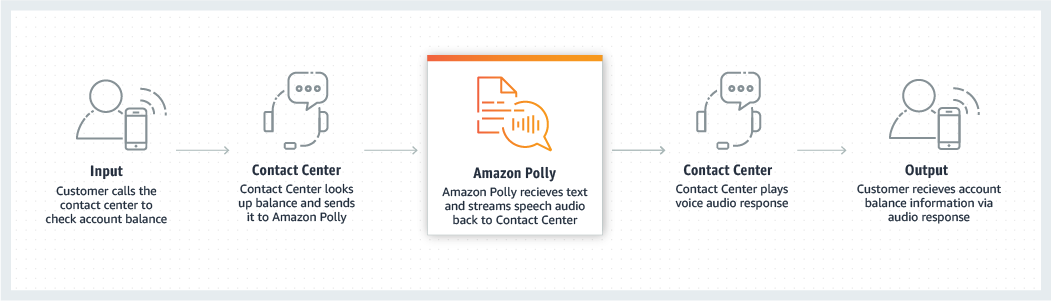 Input
Customer calls the
contact center to
check account balance
Contact Center
Contact Center looks
up balance and sends
it to Amazon Polly
Amazon Polly
Amazon Polly recieves text
and streams speech audio
back to Contact Center
Contact Center
Contact Center plays
voice audio response
Output
Customer recieves account
balance information via
audio response